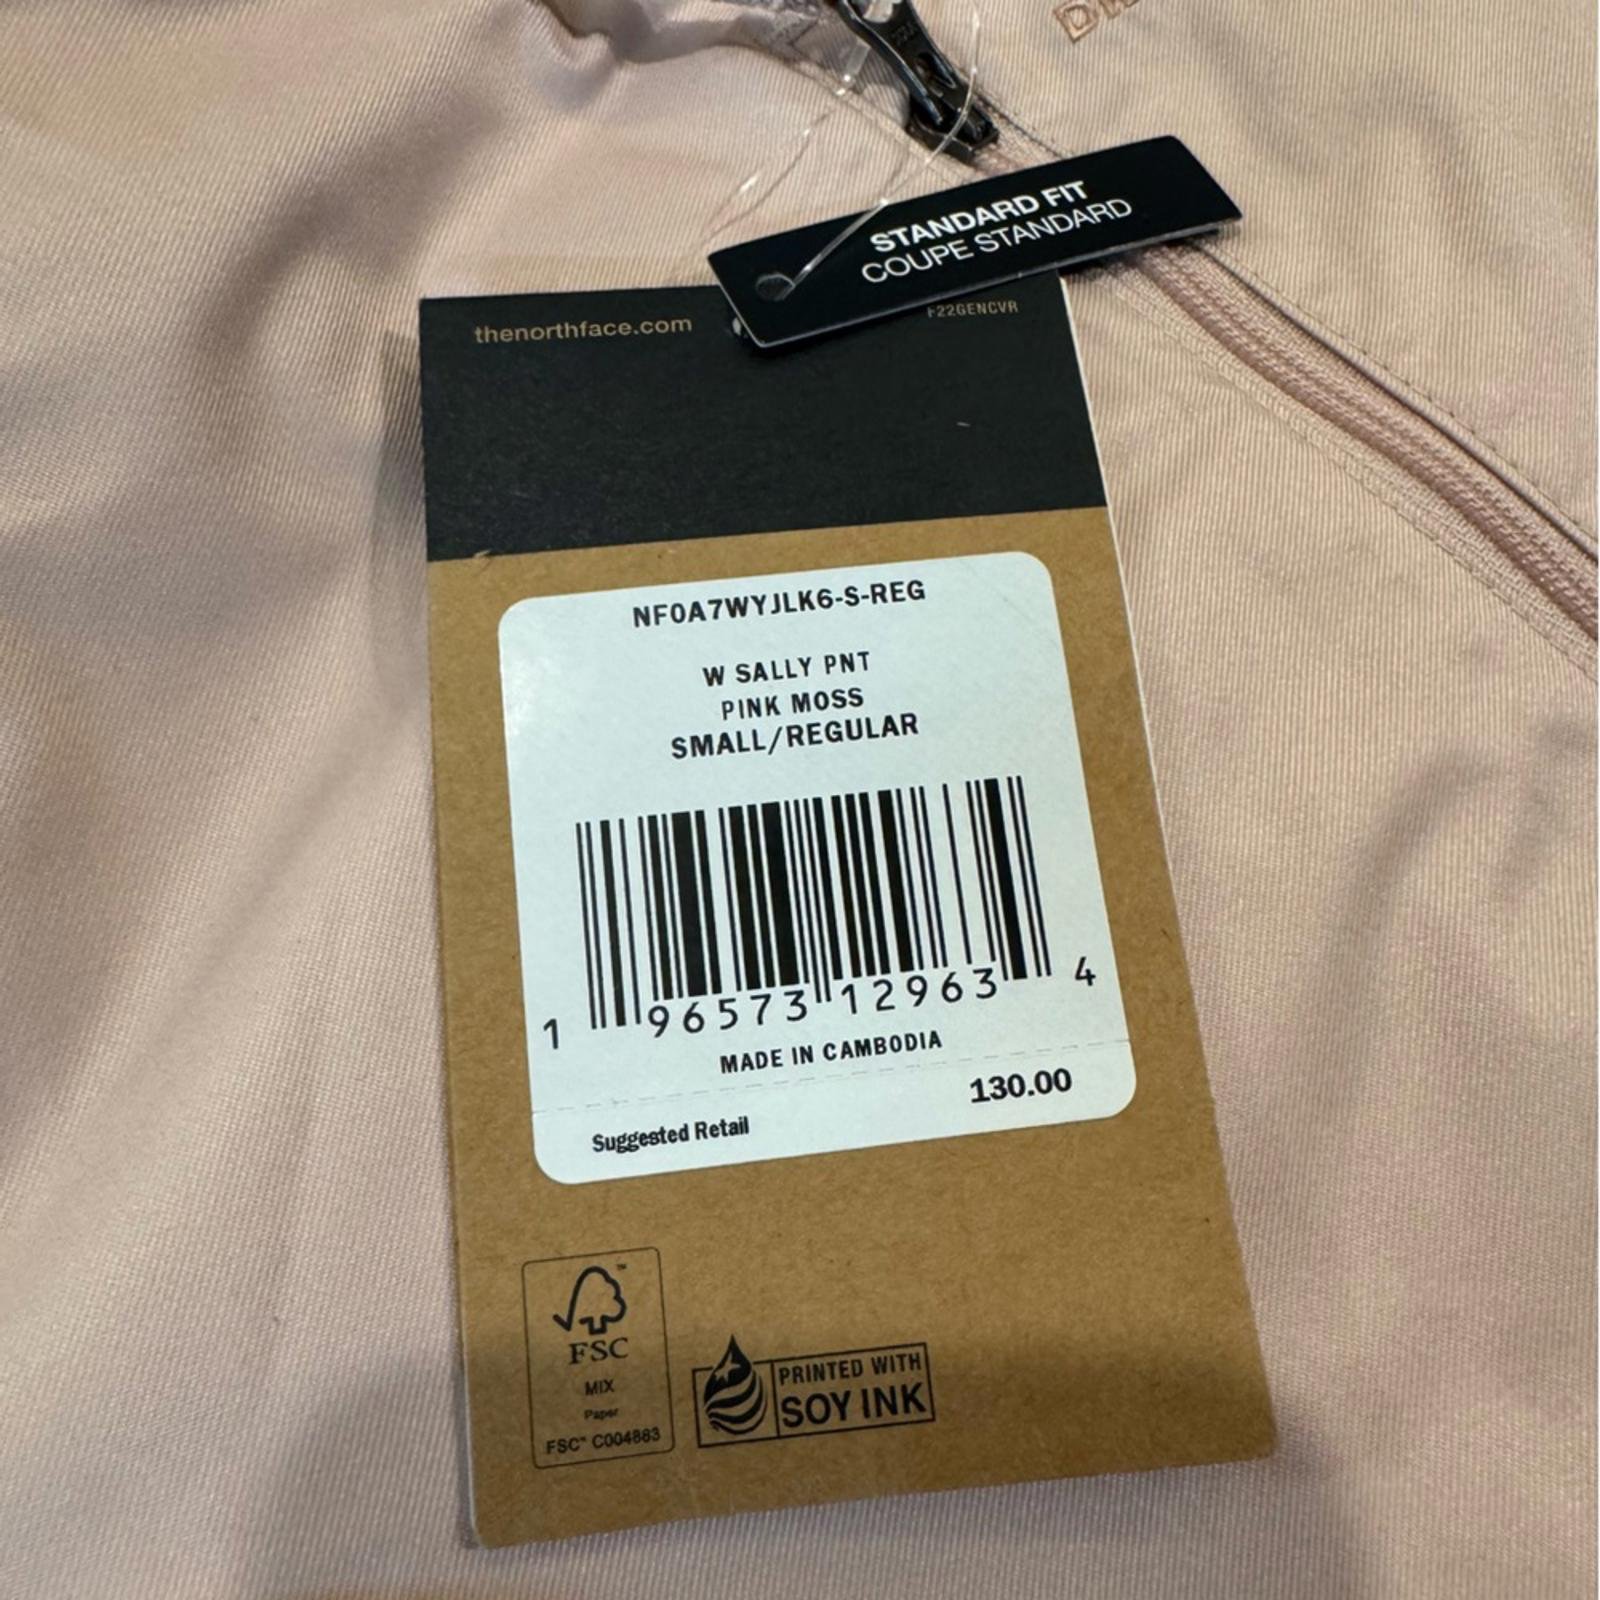 STANDARD FIT
COUPE STANDARD
thenorthface.com
F22GENCVR
NF0A7WYJLK6-S-REG
W SALLY PNT
PINK MOSS
SMALL/REGULAR
1 96573 12963 4
MADE IN CAMBODIA
130.00
Suggested Retail
™
FSC
MIX
Paper
FSC™ C004883
PRINTED WITH
SOY INK